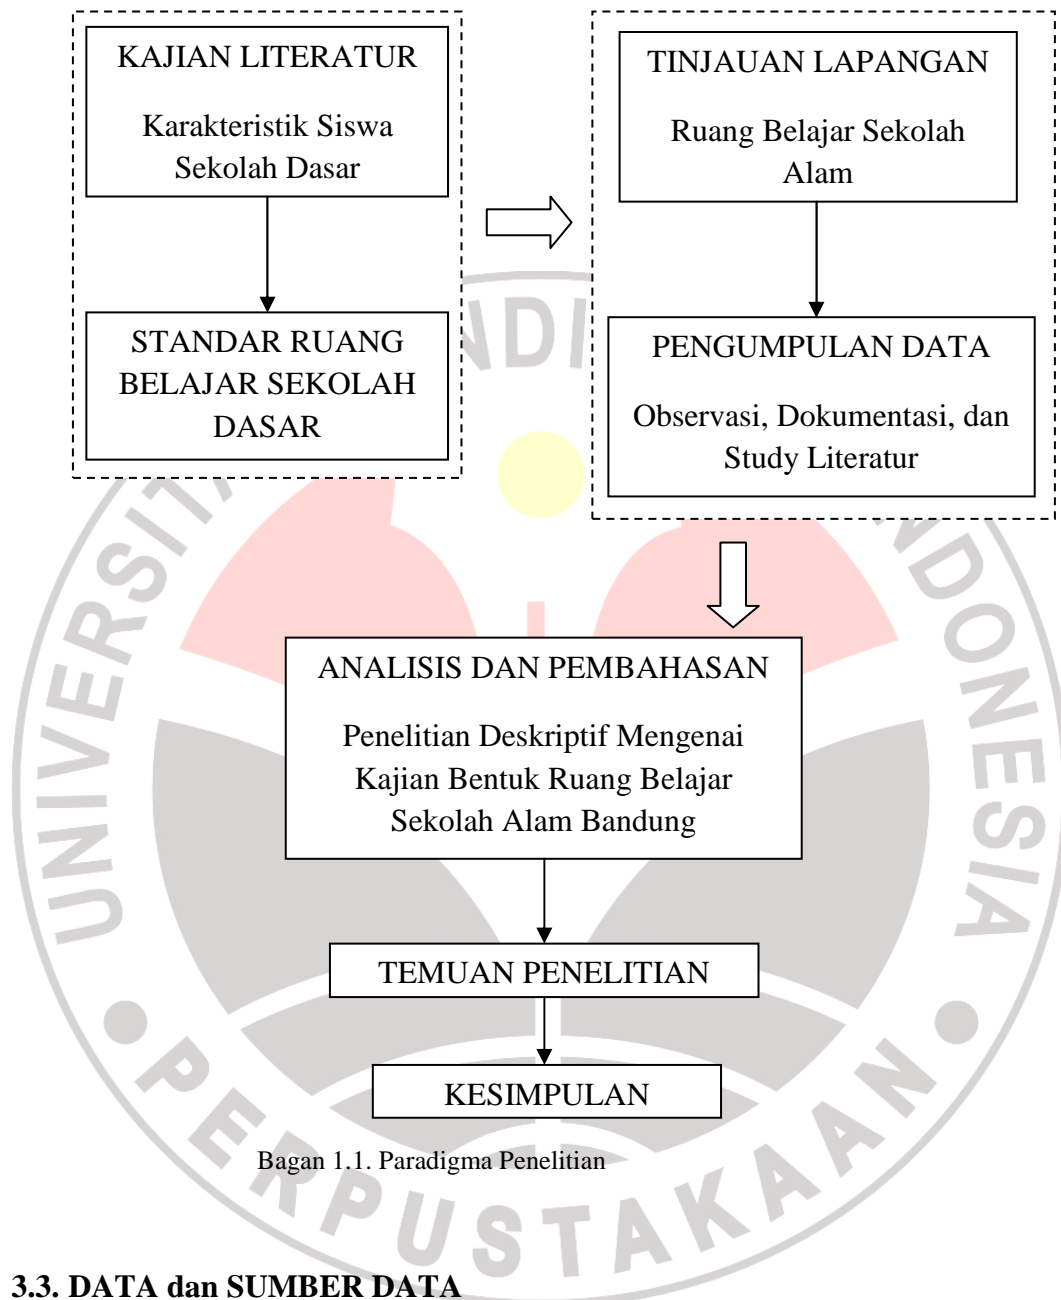 KAJIAN LITERATUR
Karakteristik Siswa
Sekolah Dasar
STANDAR RUANG
BELAJAR SEKOLAH
DASAR
TINJAUAN LAPANGAN
Ruang Belajar Sekolah
Alam
PENGUMPULAN DATA
Observasi, Dokumentasi, dan
Study Literatur
ANALISIS DAN PEMBAHASAN
Penelitian Deskriptif Mengenai
Kajian Bentuk Ruang Belajar
Sekolah Alam Bandung
TEMUAN PENELITIAN
KESIMPULAN
Bagan 1.1. Paradigma Penelitian
3.3. DATA dan SUMBER DATA
PERPUSTAKAAN